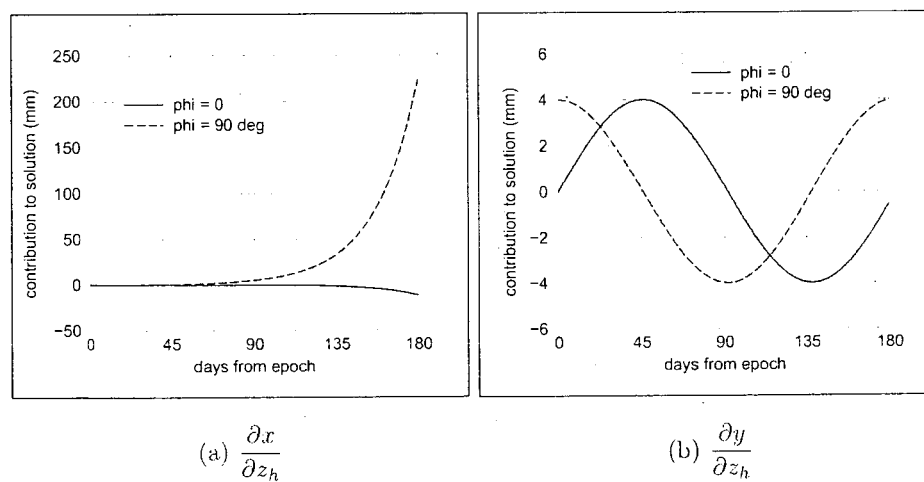 250
200
150
100
50
0
−50
contribution to solution (mm)
phi = 0
phi = 90 deg
0 45 90 135 180
days from epoch
(a) ∂x/∂z_h
6
4
2
0
−2
−4
−6
contribution to solution (mm)
phi = 0
phi = 90 deg
0 45 90 135 180
days from epoch
(b) ∂y/∂z_h